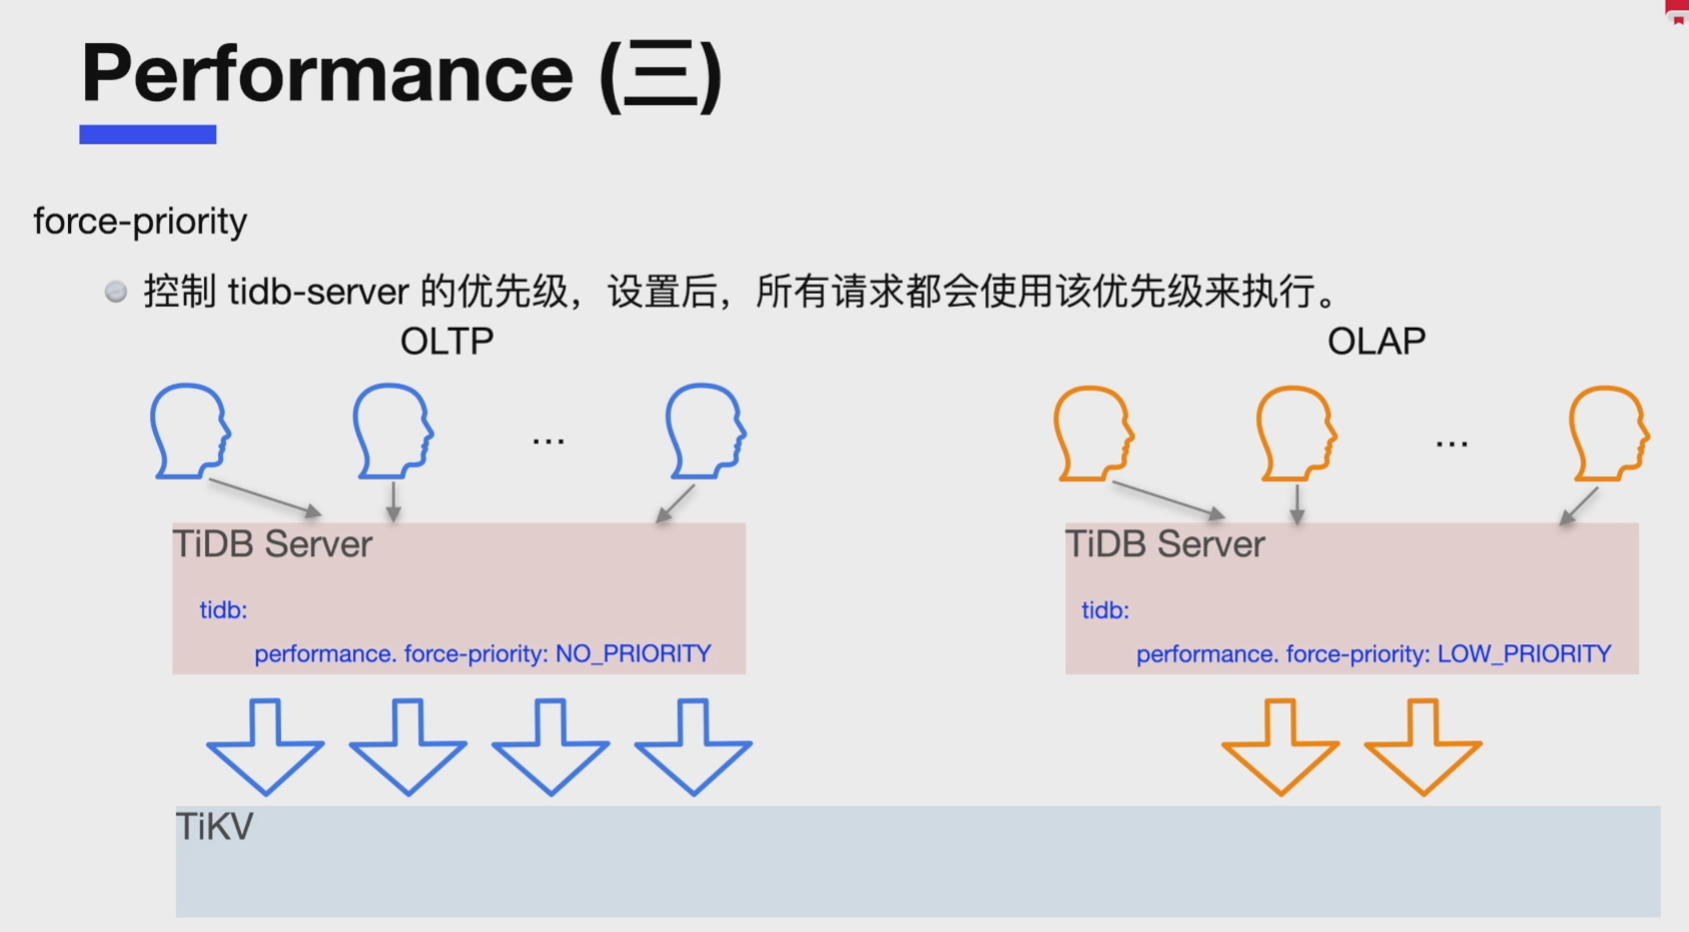 Performance (三)
force-priority
控制 tidb-server 的优先级，设置后，所有请求都会使用该优先级来执行。
OLTP
OLAP
...
...
TiDB Server
tidb:
performance. force-priority: NO_PRIORITY
TiDB Server
tidb:
performance. force-priority: LOW_PRIORITY
TiKV